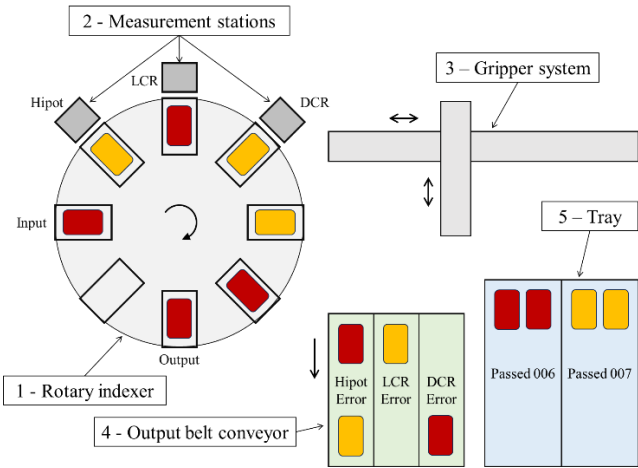 2 - Measurement stations
LCR
Hipot
DCR
Input
Output
1 - Rotary indexer
3 – Gripper system
5 – Tray
Passed 006
Passed 007
Hipot
Error
LCR
Error
DCR
Error
4 - Output belt conveyor